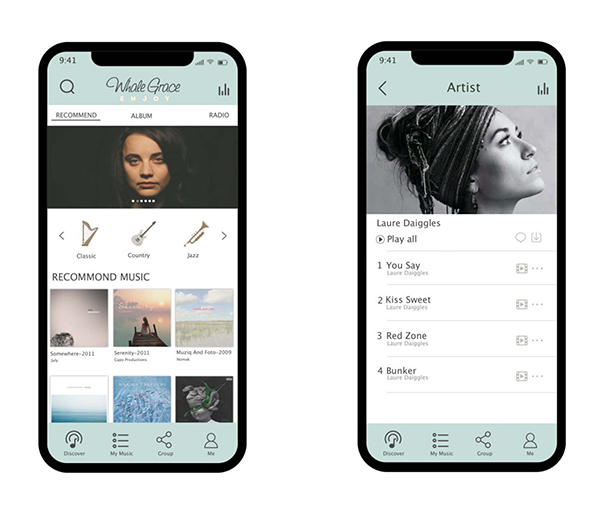 9:41
Whale Grace
ENJOY
RECOMMEND ALBUM RADIO
Classic Country Jazz
RECOMMOND MUSIC
Somewhere-2011 Serenity-2011 Muziq And Foto-2009
July Gazo Productions Nomak
Discover My Music Group Me
9:41
Artist
Laure Daiggles
Play all
1 You Say
Laure Daiggles
2 Kiss Sweet
Laure Daiggles
3 Red Zone
Laure Daiggles
4 Bunker
Laure Daiggles
Discover My Music Group Me